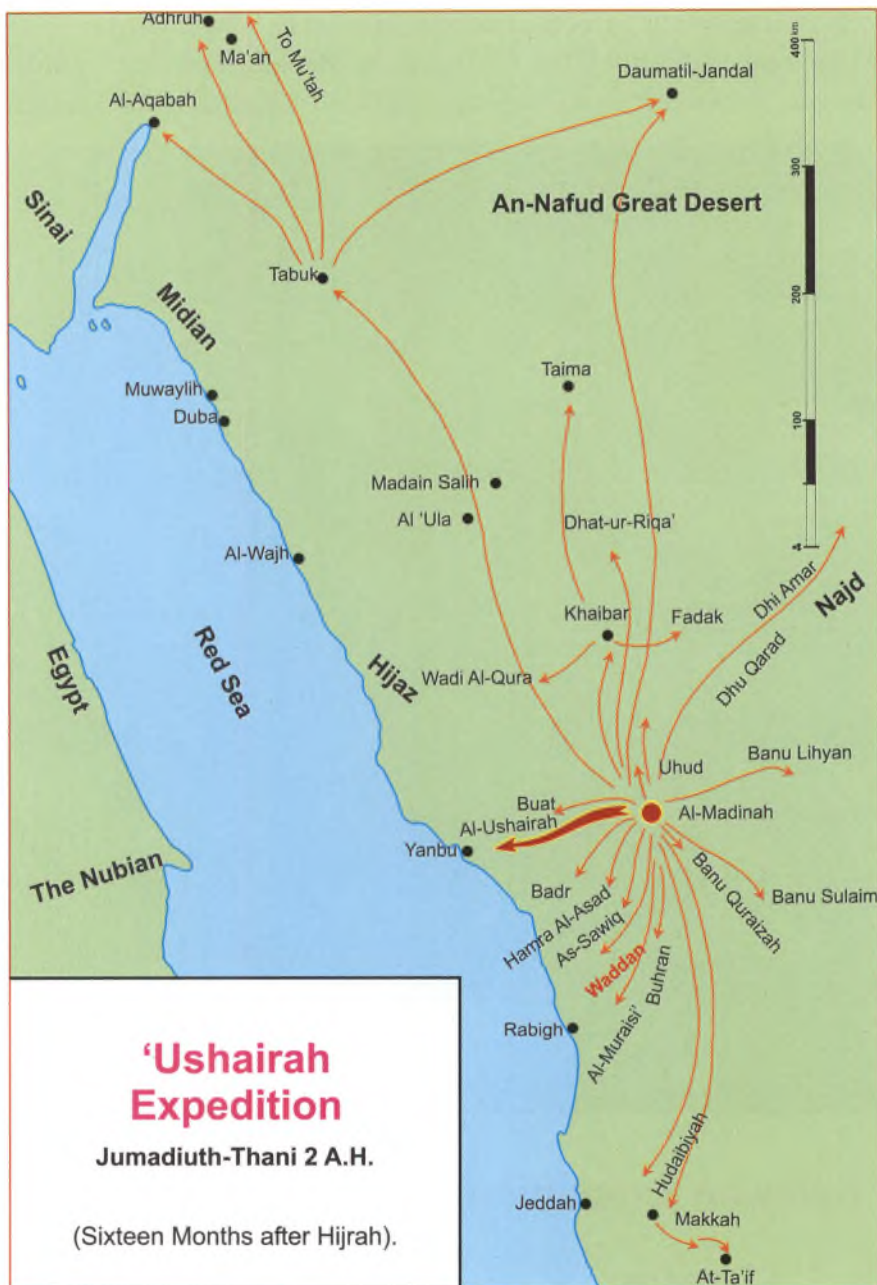 Adhruh
Ma'an
To Mu'tah
400 km
Daumatil-Jandal
Al-Aqabah
300
Sinai
An-Nafud Great Desert
Tabuk
200
Midian
Taima
Muwaylih
Duba
100
Madain Salih
Al 'Ula
Dhat-ur-Riqa'
Al-Wajh
Dhi Amar
Najd
Khaibar
Fadak
Red Sea
Egypt
Hijaz
Wadi Al-Qura
Dhu Qarad
Uhud
Banu Lihyan
Buat
Al-Madinah
Al-Ushairah
Yanbu
The Nubian
Badr
Banu Quraizah
Banu Sulaim
Hamra Al-Asad
As-Sawiq
Waddan
Buhran
Rabigh
Al-Muraisi'
'Ushairah
Expedition
Jumadiuth-Thani 2 A.H.
(Sixteen Months after Hijrah).
Hudaibiyah
Jeddah
Makkah
At-Ta'if